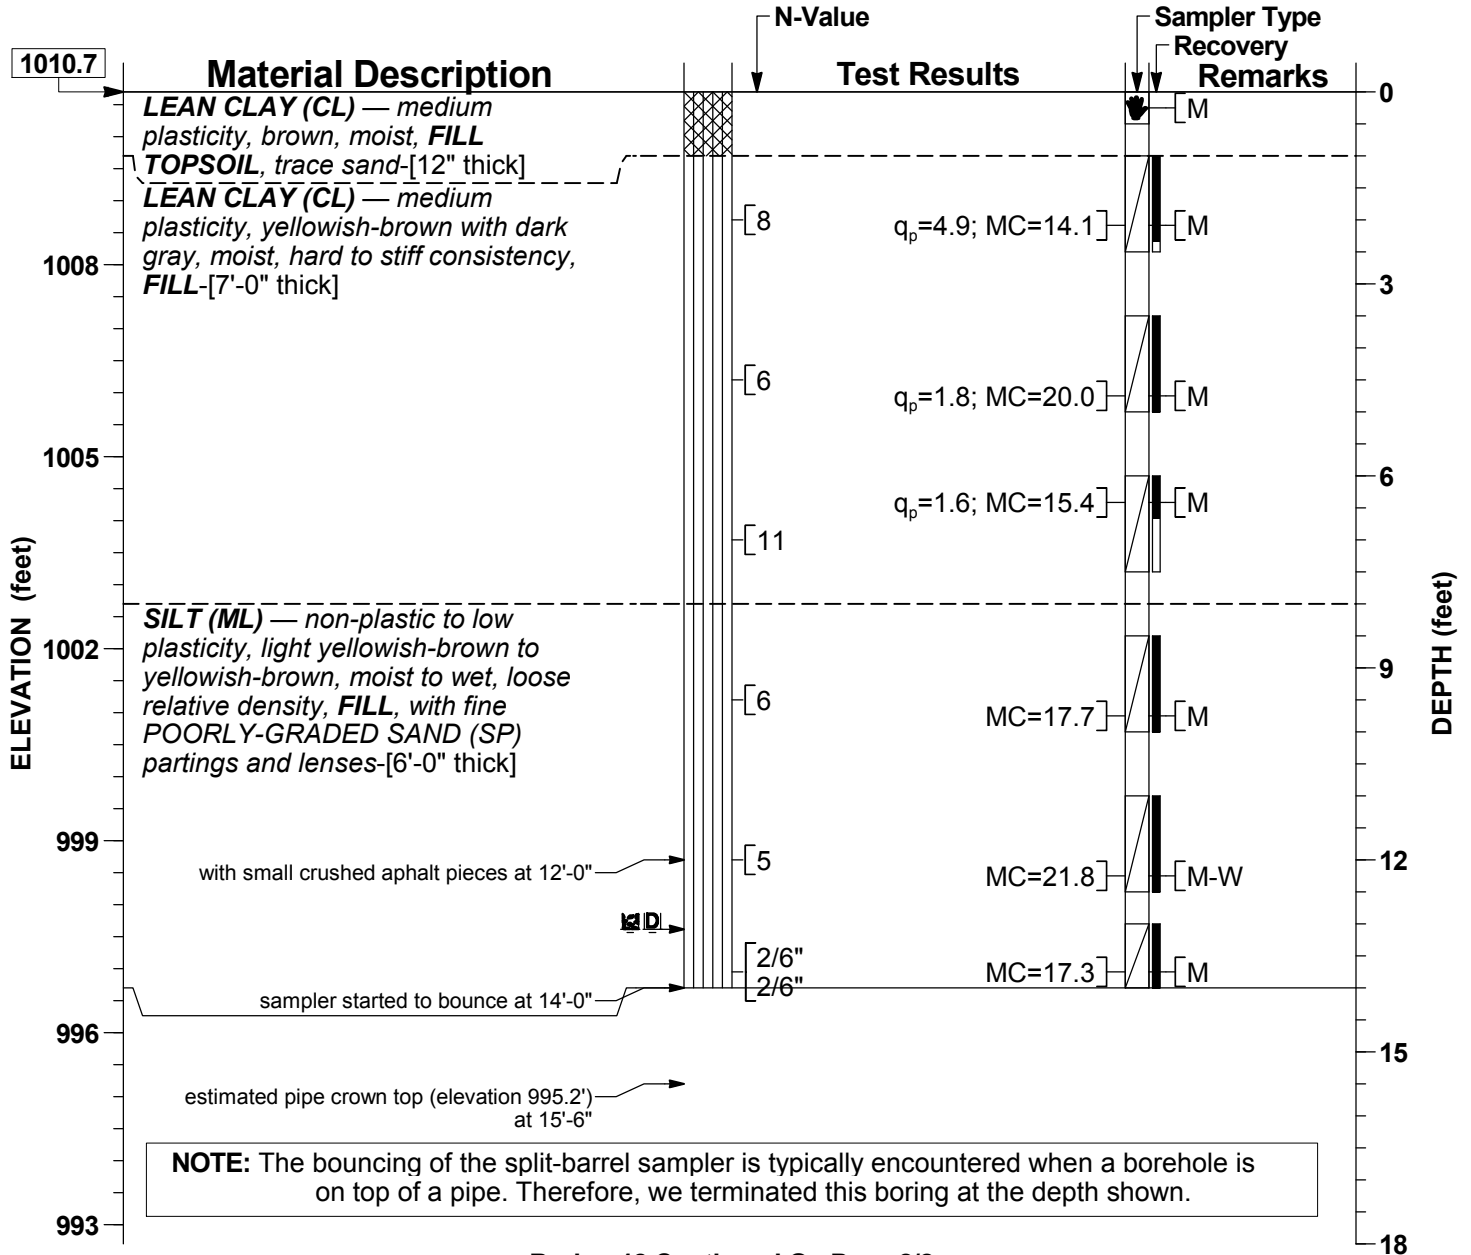 N-Value
Sampler Type
Recovery
1010.7
Material Description
Test Results
Remarks
0
LEAN CLAY (CL) — medium
plasticity, brown, moist, FILL
TOPSOIL, trace sand-[12" thick]
M
LEAN CLAY (CL) — medium
plasticity, yellowish-brown with dark
gray, moist, hard to stiff consistency,
FILL-[7'-0" thick]
8
qp=4.9; MC=14.1
M
1008
3
6
qp=1.8; MC=20.0
M
1005
6
qp=1.6; MC=15.4
M
11
ELEVATION (feet)
DEPTH (feet)
SILT (ML) — non-plastic to low
plasticity, light yellowish-brown to
yellowish-brown, moist to wet, loose
relative density, FILL, with fine
POORLY-GRADED SAND (SP)
partings and lenses-[6'-0" thick]
1002
9
6
MC=17.7
M
999
12
with small crushed aphalt pieces at 12'-0"
5
MC=21.8
M-W
D
2/6"
2/6"
MC=17.3
M
sampler started to bounce at 14'-0"
996
15
estimated pipe crown top (elevation 995.2')
at 15'-6"
NOTE: The bouncing of the split-barrel sampler is typically encountered when a borehole is
on top of a pipe. Therefore, we terminated this boring at the depth shown.
993
18